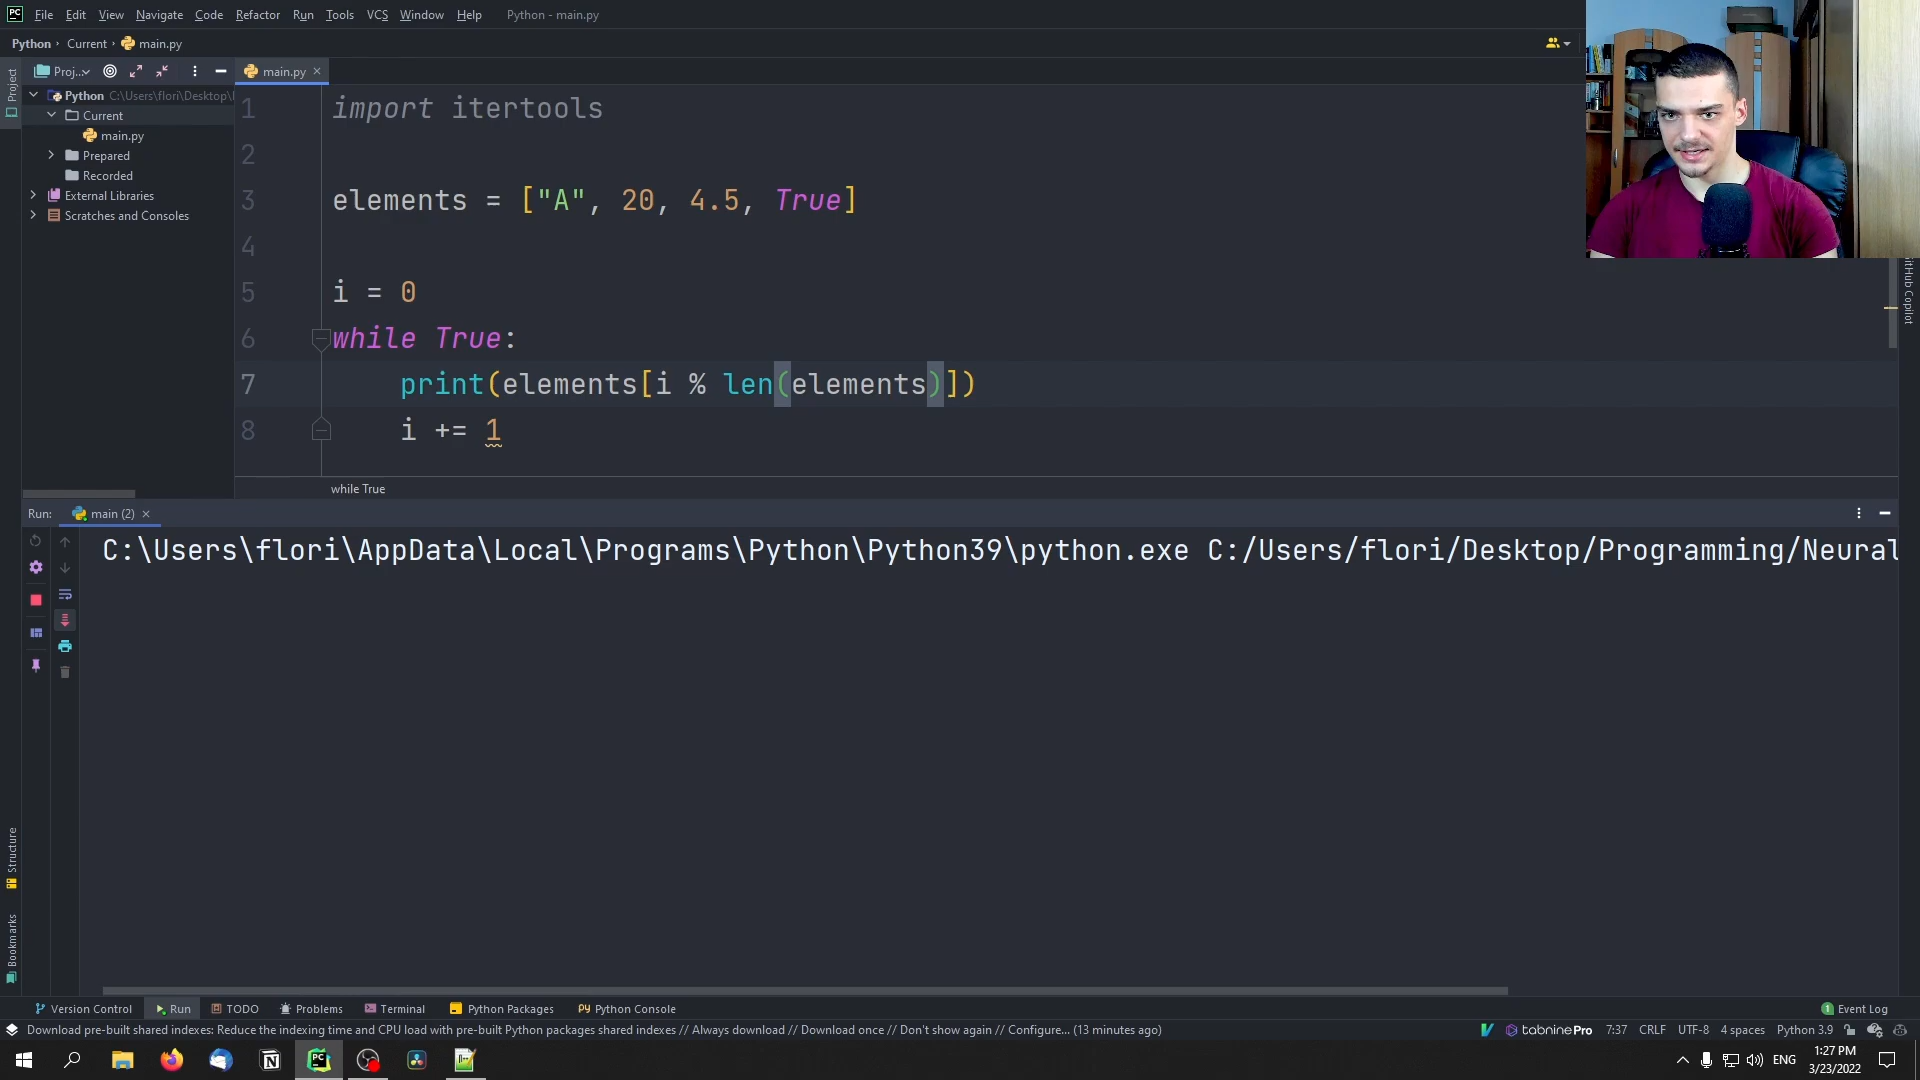 File Edit View Navigate Code Refactor Run Tools VCS Window Help Python - main.py
Python Current main.py
Proj... main.py
Project
Python C:\Users\flori\Desktop\
Current
main.py
Prepared
Recorded
External Libraries
Scratches and Consoles
1 import itertools
2
3 elements = ["A", 20, 4.5, True]
4
5 i = 0
6 while True:
7 print(elements[i % len(elements)])
8 i += 1
while True
GitHub Copilot
Run: main (2)
C:\Users\flori\AppData\Local\Programs\Python\Python39\python.exe C:/Users/flori/Desktop/Programming/Neural
Structure
Bookmarks
Version Control Run TODO Problems Terminal Python Packages Python Console 1 Event Log
Download pre-built shared indexes: Reduce the indexing time and CPU load with pre-built Python packages shared indexes // Always download // Download once // Don't show again // Configure... (13 minutes ago) tabnine Pro 7:37 CRLF UTF-8 4 spaces Python 3.9
ENG 1:27 PM
3/23/2022